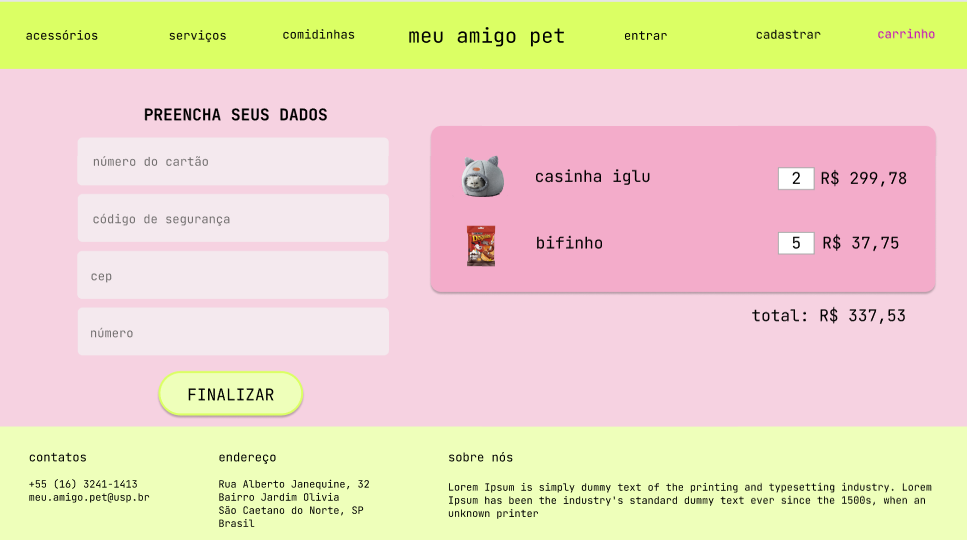 acessórios serviços comidinhas meu amigo pet entrar cadastrar carrinho
PREENCHA SEUS DADOS
número do cartão
código de segurança
cep
número
FINALIZAR
casinha iglu 2 R$ 299,78
bifinho 5 R$ 37,75
total: R$ 337,53
contatos
+55 (16) 3241-1413
meu.amigo.pet@usp.br
endereço
Rua Alberto Janequine, 32
Bairro Jardim Olivia
São Caetano do Norte, SP
Brasil
sobre nós
Lorem Ipsum is simply dummy text of the printing and typesetting industry. Lorem
Ipsum has been the industry's standard dummy text ever since the 1500s, when an
unknown printer